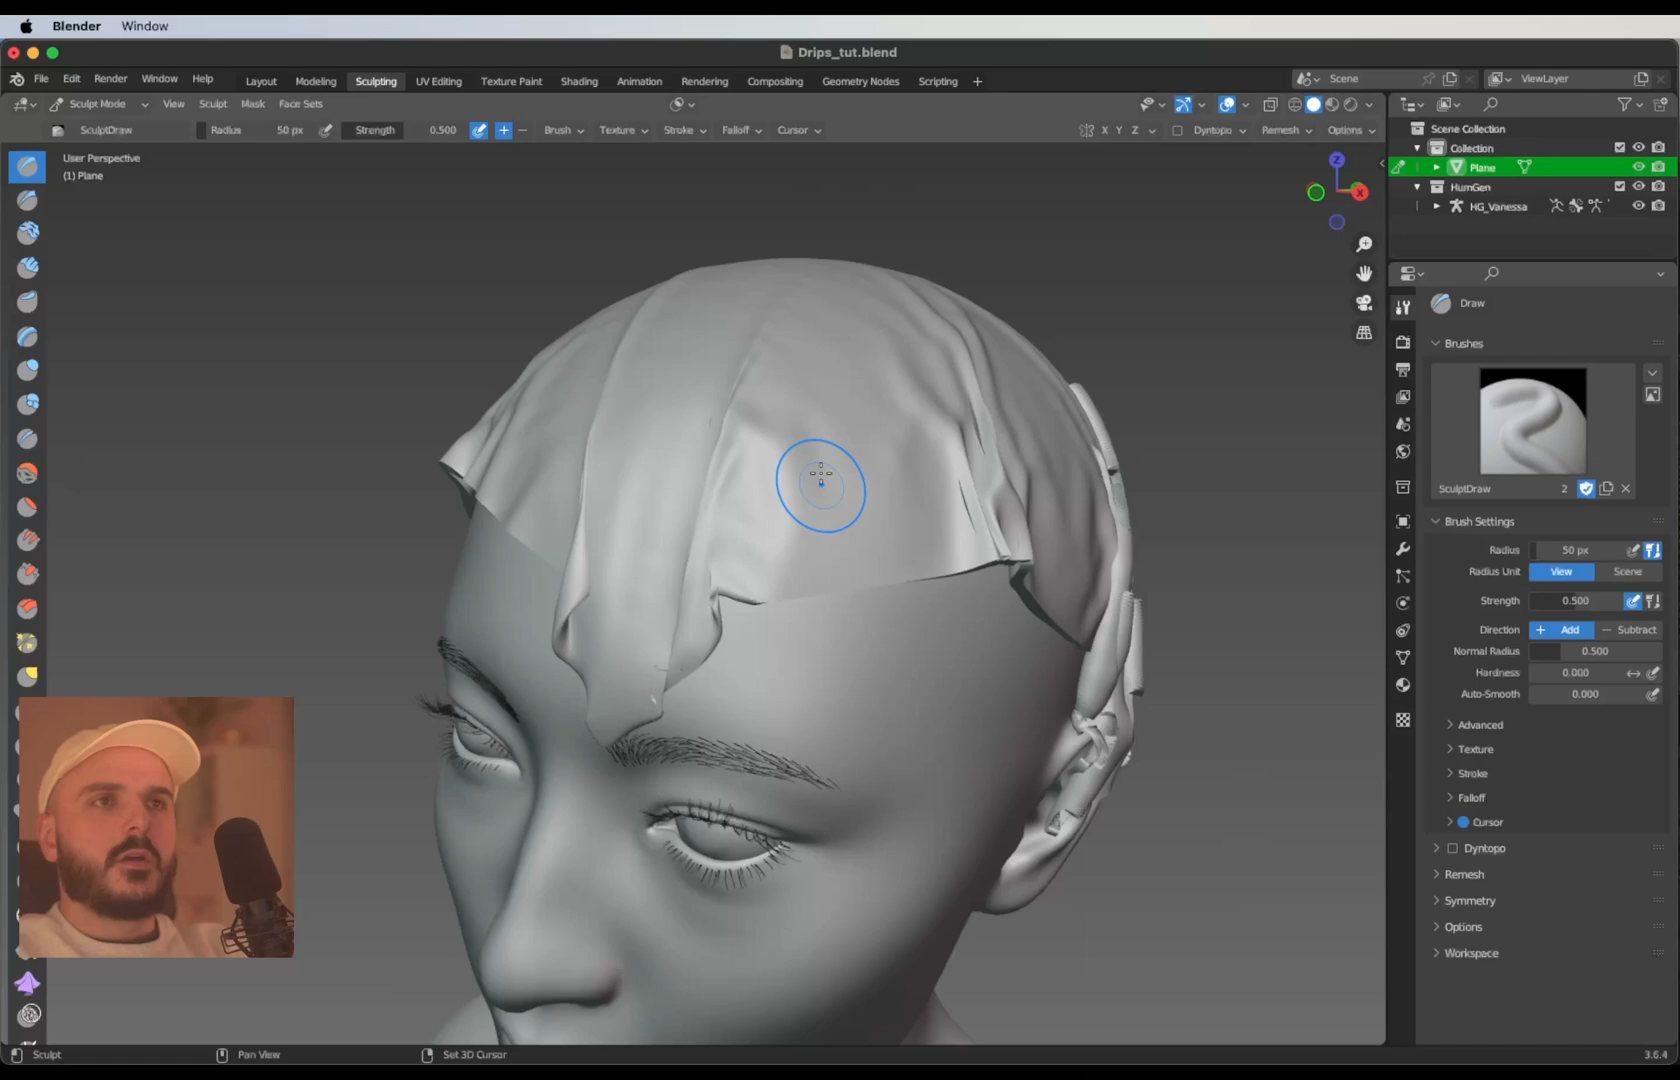 Blender Window
Drips_tut.blend
File Edit Render Window Help Layout Modeling Sculpting UV Editing Texture Paint Shading Animation Rendering Compositing Geometry Nodes Scripting + Scene ViewLayer
Sculpt Mode View Sculpt Mask Face Sets
SculptDraw Radius 50 px Strength 0.500 Brush Texture Stroke Falloff Cursor X Y Z Dyntopo Remesh Options
User Perspective
(1) Plane
Z
X
Scene Collection
Collection
Plane
HumGen
HG_Vanessa
Draw
Brushes
SculptDraw 2
Brush Settings
Radius 50 px
Radius Unit View Scene
Strength 0.500
Direction Add Subtract
Normal Radius 0.500
Hardness 0.000
Auto-Smooth 0.000
Advanced
Texture
Stroke
Falloff
Cursor
Dyntopo
Remesh
Symmetry
Options
Workspace
Sculpt Pan View Set 3D Cursor 3.6.4